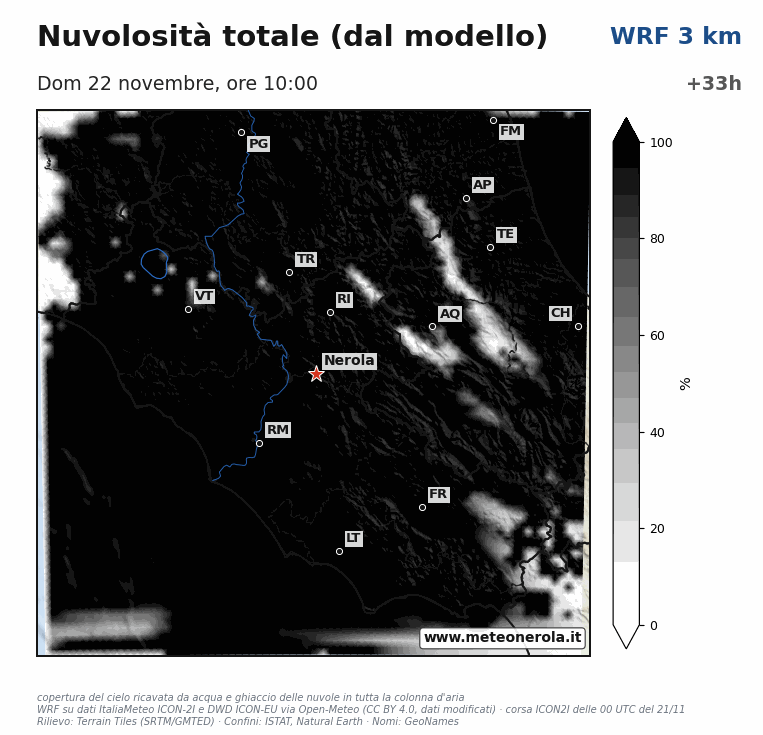 Nuvolosità totale (dal modello)
WRF 3 km
Dom 22 novembre, ore 10:00
+33h
PG
FM
AP
TE
TR
VT
RI
AQ
CH
Nerola
RM
FR
LT
www.meteonerola.it
100
80
60
40
20
0
%
copertura del cielo ricavata da acqua e ghiaccio delle nuvole in tutta la colonna d'aria
WRF su dati ItaliaMeteo ICON-2I e DWD ICON-EU via Open-Meteo (CC BY 4.0, dati modificati) · corsa ICON2I delle 00 UTC del 21/11
Rilievo: Terrain Tiles (SRTM/GMTED) · Confini: ISTAT, Natural Earth · Nomi: GeoNames